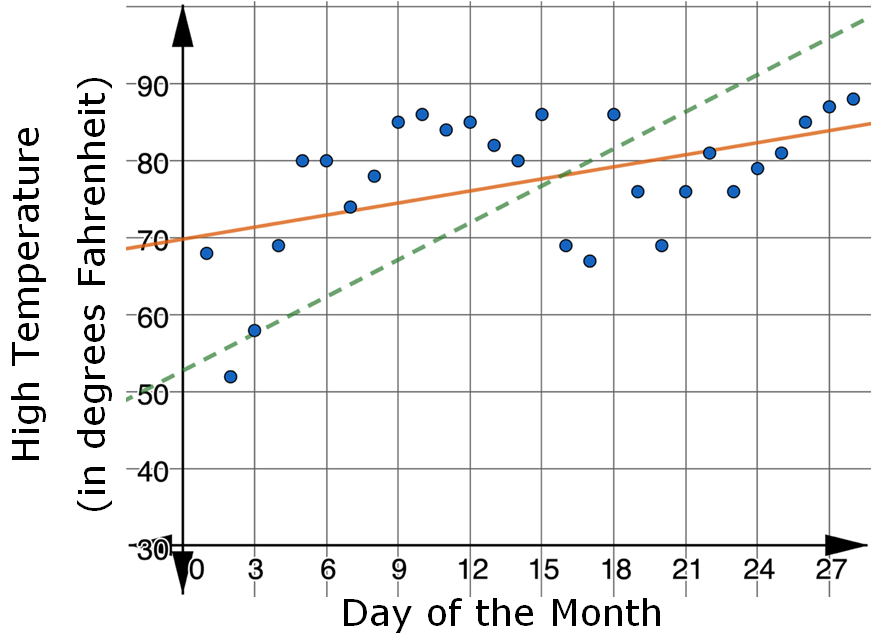 High Temperature
(in degrees Fahrenheit)
90
80
70
60
50
40
30
0 3 6 9 12 15 18 21 24 27
Day of the Month